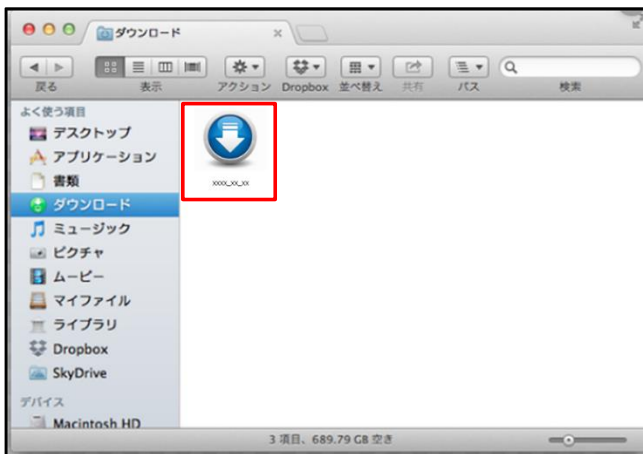 ダウンロード
戻る 表示 アクション Dropbox 並べ替え 共有 パス 検索
よく使う項目
デスクトップ
アプリケーション
書類
ダウンロード
ミュージック
ピクチャ
ムービー
マイファイル
ライブラリ
Dropbox
SkyDrive
デバイス
Macintosh HD
xxxx_xx_xx
3 項目、689.79 GB 空き